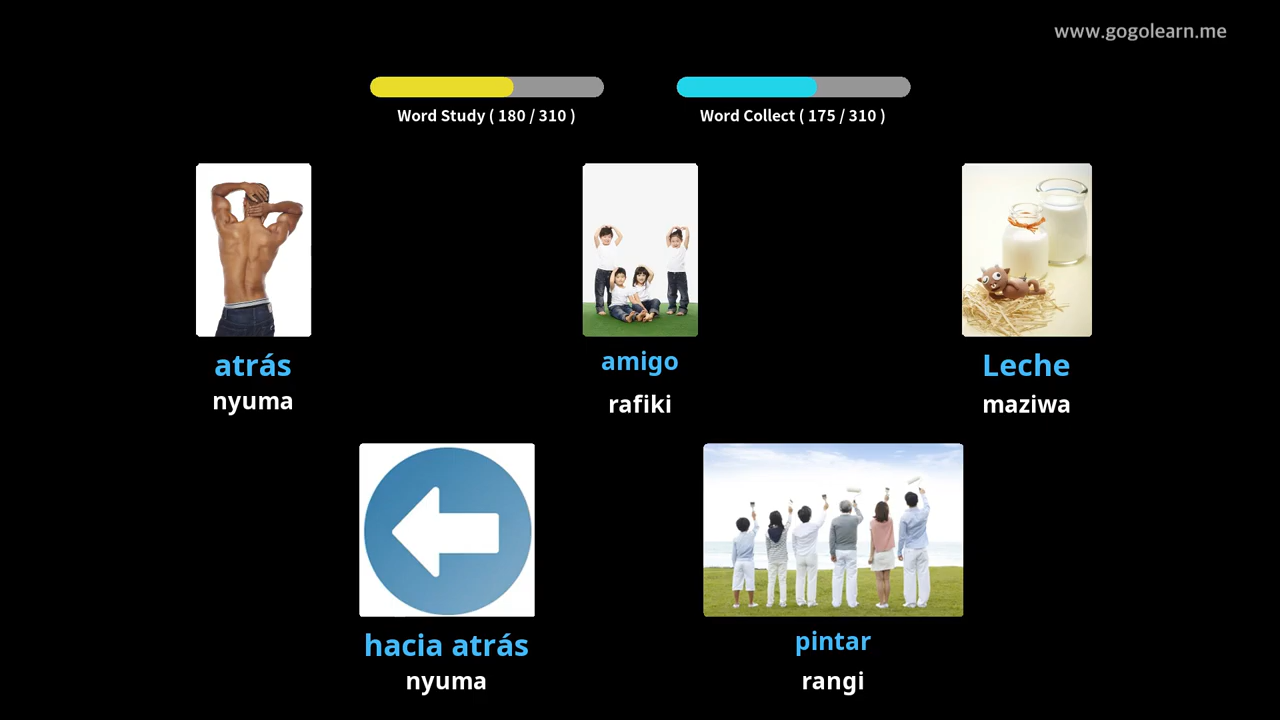 www.gogolearn.me
Word Study ( 180 / 310 )
Word Collect ( 175 / 310 )
atrás
nyuma
amigo
rafiki
Leche
maziwa
hacia atrás
nyuma
pintar
rangi